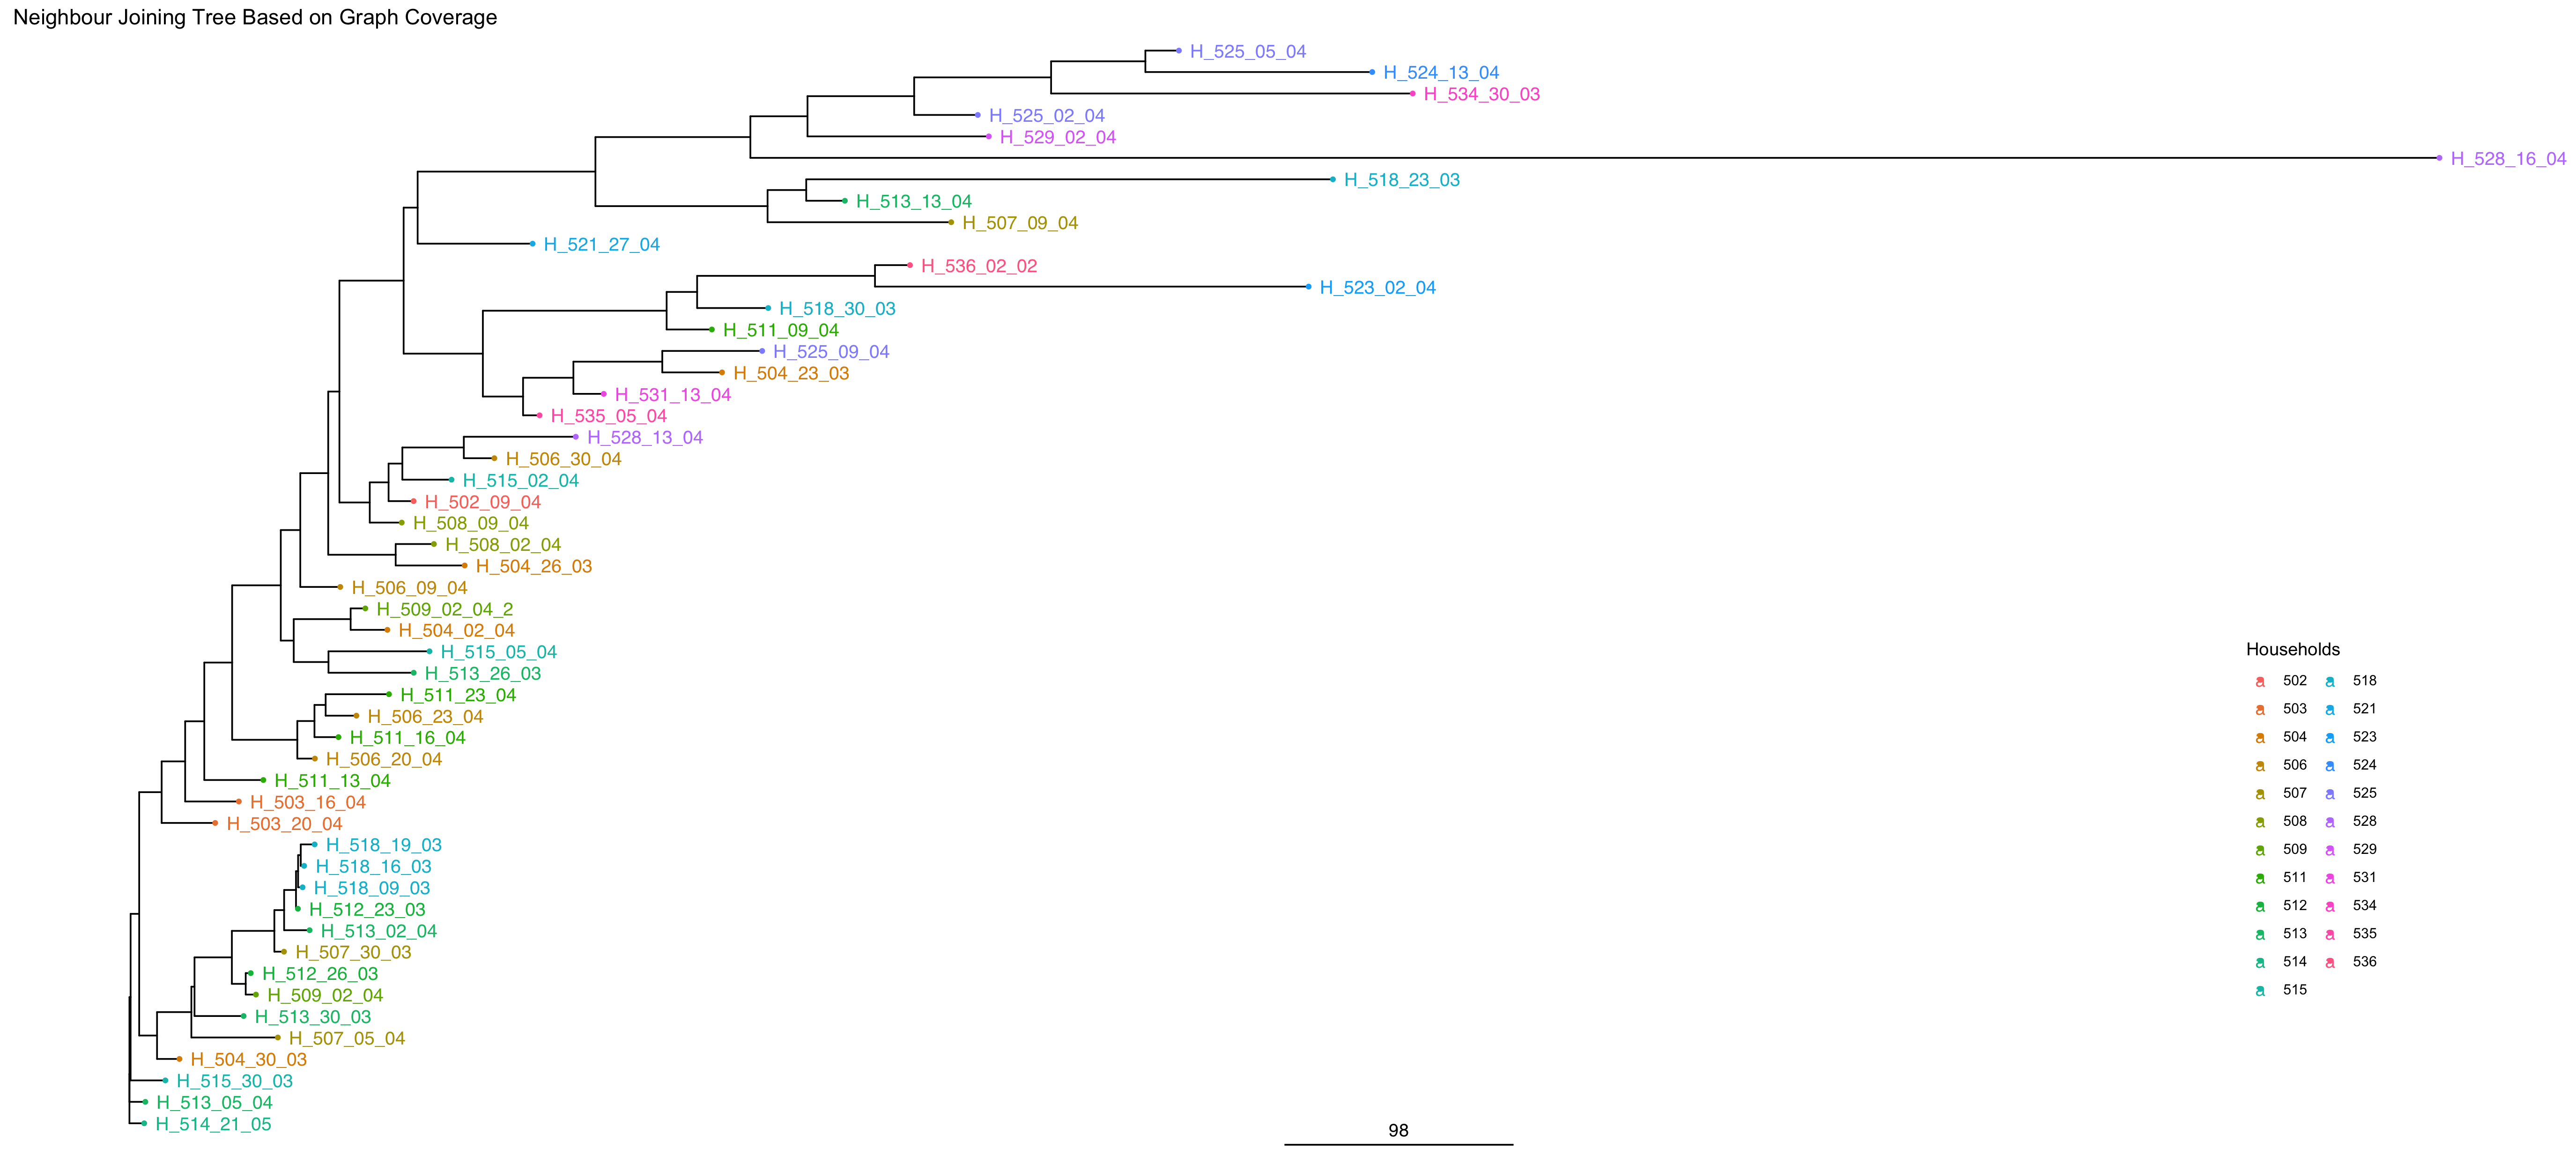 Neighbour Joining Tree Based on Graph Coverage
H_525_05_04
H_524_13_04
H_534_30_03
H_525_02_04
H_529_02_04
H_528_16_04
H_518_23_03
H_513_13_04
H_507_09_04
H_521_27_04
H_536_02_02
H_523_02_04
H_518_30_03
H_511_09_04
H_525_09_04
H_504_23_03
H_531_13_04
H_535_05_04
H_528_13_04
H_506_30_04
H_515_02_04
H_502_09_04
H_508_09_04
H_508_02_04
H_504_26_03
H_506_09_04
H_509_02_04_2
H_504_02_04
H_515_05_04
H_513_26_03
H_511_23_04
H_506_23_04
H_511_16_04
H_506_20_04
H_511_13_04
H_503_16_04
H_503_20_04
H_518_19_03
H_518_16_03
H_518_09_03
H_512_23_03
H_513_02_04
H_507_30_03
H_512_26_03
H_509_02_04
H_513_30_03
H_507_05_04
H_504_30_03
H_515_30_03
H_513_05_04
H_514_21_05
98
Households
a 502 a 518
a 503 a 521
a 504 a 523
a 506 a 524
a 507 a 525
a 508 a 528
a 509 a 529
a 511 a 531
a 512 a 534
a 513 a 535
a 514 a 536
a 515